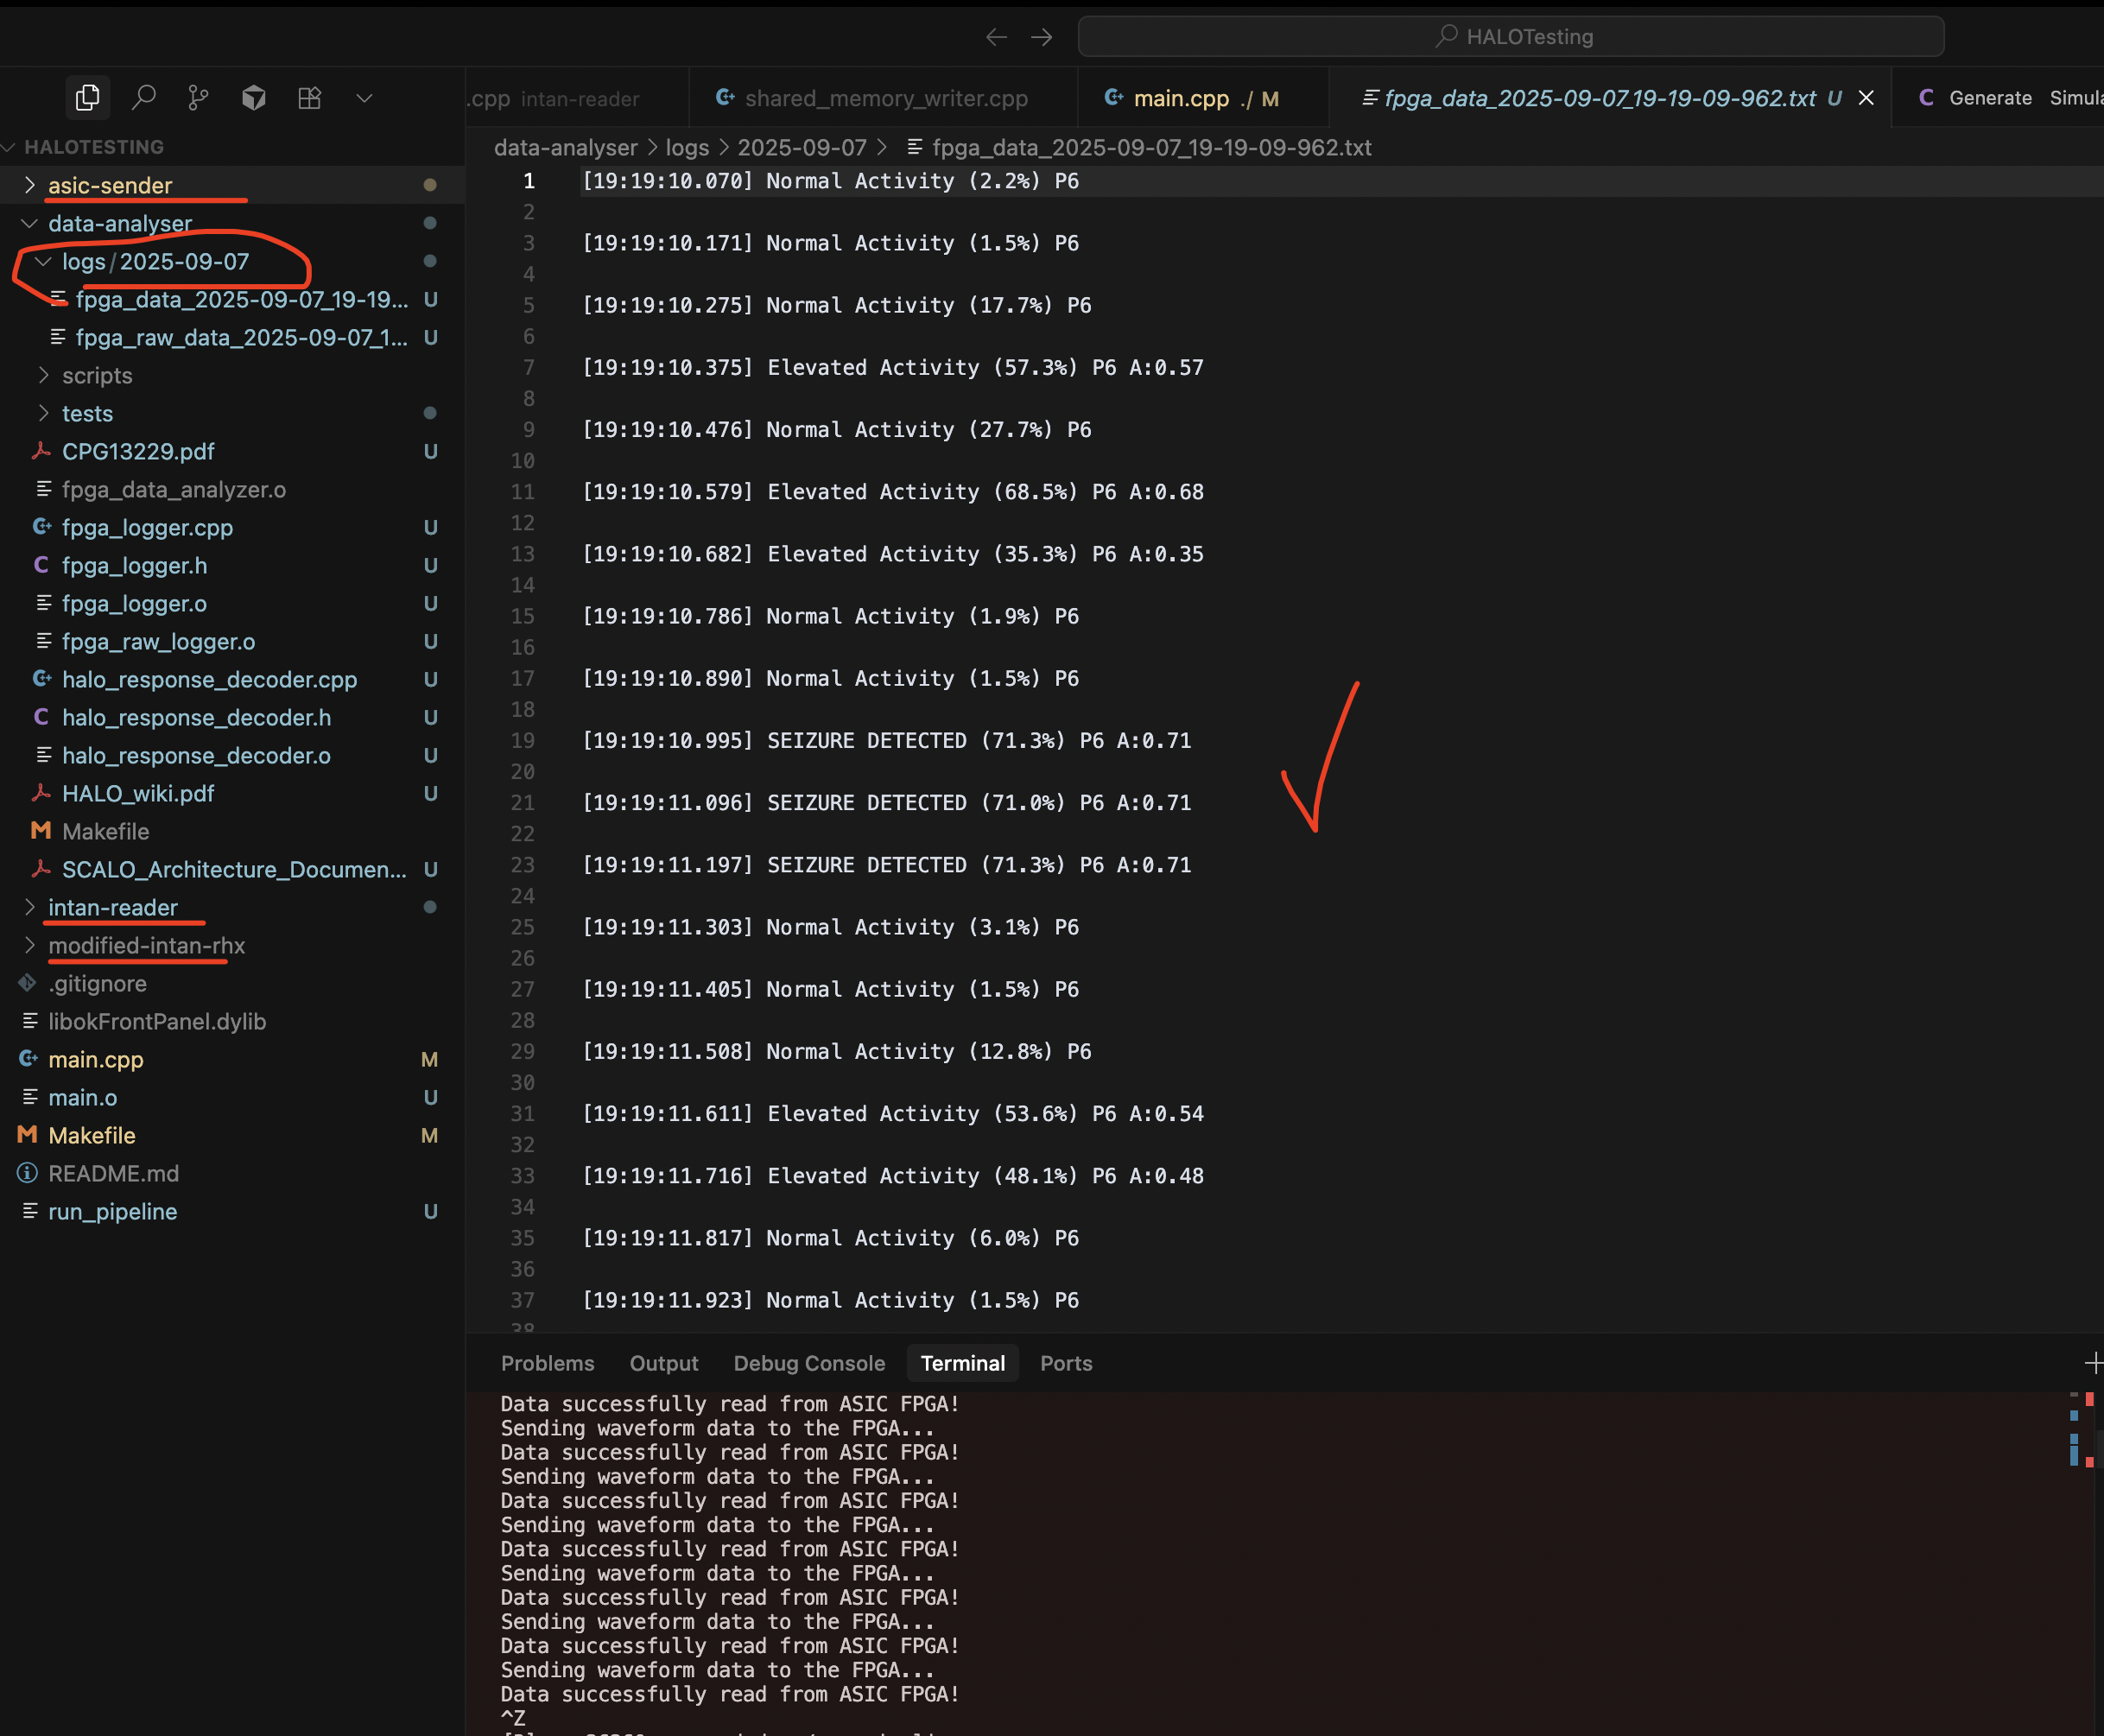 HALOTesting
.cpp intan-reader
shared_memory_writer.cpp
main.cpp ./ M
fpga_data_2025-09-07_19-19-09-962.txt U
Generate Simula
HALOTESTING
asic-sender
data-analyser
logs/2025-09-07
fpga_data_2025-09-07_19-19... U
fpga_raw_data_2025-09-07_1... U
scripts
tests
CPG13229.pdf U
fpga_data_analyzer.o
fpga_logger.cpp U
fpga_logger.h U
fpga_logger.o U
fpga_raw_logger.o U
halo_response_decoder.cpp U
halo_response_decoder.h U
halo_response_decoder.o U
HALO_wiki.pdf U
Makefile
SCALO_Architecture_Documen... U
intan-reader
modified-intan-rhx
.gitignore
libokFrontPanel.dylib
main.cpp M
main.o U
Makefile M
README.md
run_pipeline U
data-analyser > logs > 2025-09-07 > fpga_data_2025-09-07_19-19-09-962.txt
1 [19:19:10.070] Normal Activity (2.2%) P6
2
3 [19:19:10.171] Normal Activity (1.5%) P6
4
5 [19:19:10.275] Normal Activity (17.7%) P6
6
7 [19:19:10.375] Elevated Activity (57.3%) P6 A:0.57
8
9 [19:19:10.476] Normal Activity (27.7%) P6
10
11 [19:19:10.579] Elevated Activity (68.5%) P6 A:0.68
12
13 [19:19:10.682] Elevated Activity (35.3%) P6 A:0.35
14
15 [19:19:10.786] Normal Activity (1.9%) P6
16
17 [19:19:10.890] Normal Activity (1.5%) P6
18
19 [19:19:10.995] SEIZURE DETECTED (71.3%) P6 A:0.71
20
21 [19:19:11.096] SEIZURE DETECTED (71.0%) P6 A:0.71
22
23 [19:19:11.197] SEIZURE DETECTED (71.3%) P6 A:0.71
24
25 [19:19:11.303] Normal Activity (3.1%) P6
26
27 [19:19:11.405] Normal Activity (1.5%) P6
28
29 [19:19:11.508] Normal Activity (12.8%) P6
30
31 [19:19:11.611] Elevated Activity (53.6%) P6 A:0.54
32
33 [19:19:11.716] Elevated Activity (48.1%) P6 A:0.48
34
35 [19:19:11.817] Normal Activity (6.0%) P6
36
37 [19:19:11.923] Normal Activity (1.5%) P6
38
Problems Output Debug Console Terminal Ports
Data successfully read from ASIC FPGA!
Sending waveform data to the FPGA...
Data successfully read from ASIC FPGA!
Sending waveform data to the FPGA...
Data successfully read from ASIC FPGA!
Sending waveform data to the FPGA...
Data successfully read from ASIC FPGA!
Sending waveform data to the FPGA...
Data successfully read from ASIC FPGA!
Sending waveform data to the FPGA...
Data successfully read from ASIC FPGA!
Sending waveform data to the FPGA...
Data successfully read from ASIC FPGA!
^Z